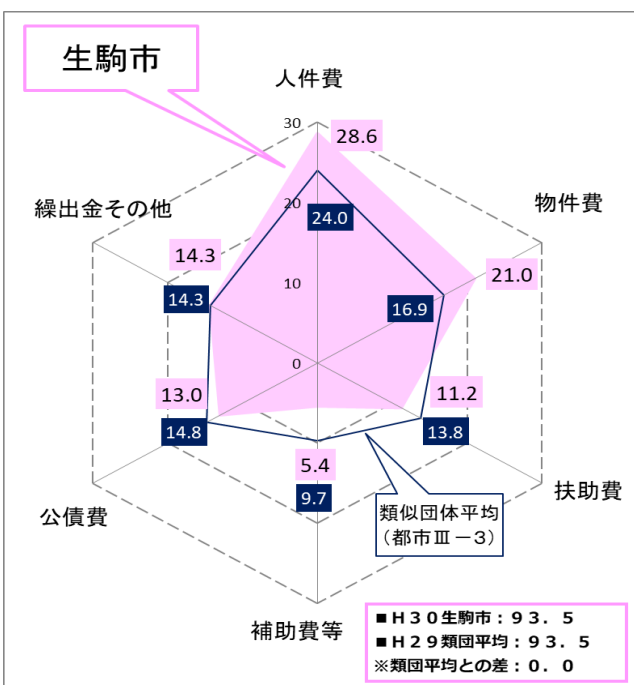 生駒市
人件費
30
28.6
物件費
繰出金その他
20
24.0
14.3
21.0
14.3
10
16.9
0
13.0
11.2
14.8
13.8
5.4
9.7
扶助費
公債費
類似団体平均
（都市Ⅲ－3）
補助費等
■Ｈ３０生駒市：９３．５
■Ｈ２９類団平均：９３．５
※類団平均との差：０．０